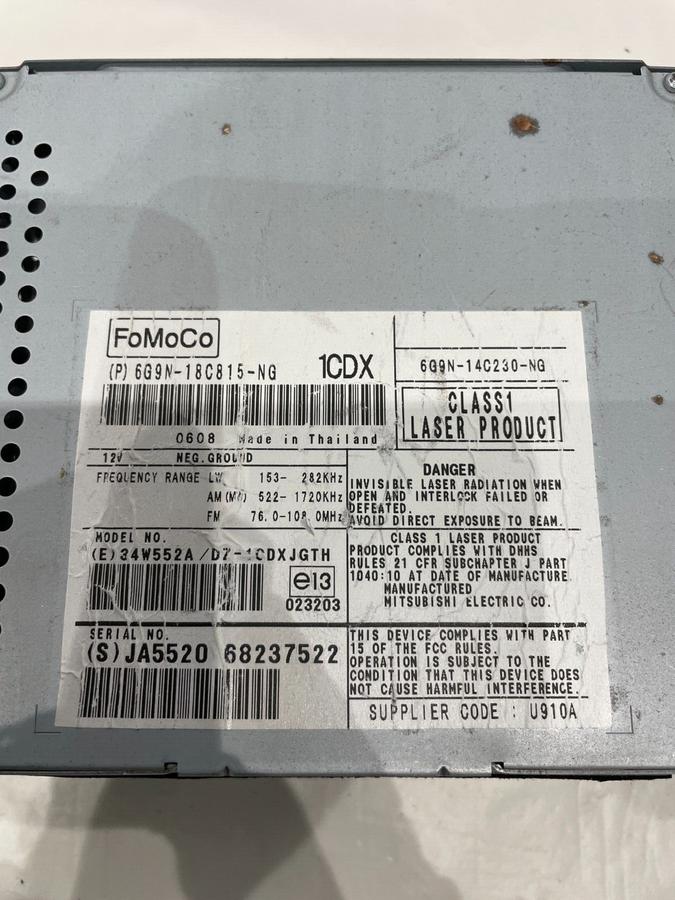 FoMoCo
(P) 6G9N-18C815-NG 1CDX
6G9N-14C230-NG
CLASS1
LASER PRODUCT
0608 Made in Thailand
12V NEG.GROUND
FREQUENCY RANGE LW 153- 282KHz
AM(MW) 522- 1720KHz
FM 76.0-108.0MHz
DANGER
INVISIBLE LASER RADIATION WHEN
OPEN AND INTERLOCK FAILED OR
DEFEATED.
AVOID DIRECT EXPOSURE TO BEAM.
MODEL NO.
(E)34W552A/D7-1CDXJGTH
e13
023203
CLASS 1 LASER PRODUCT
PRODUCT COMPLIES WITH DHHS
RULES 21 CFR SUBCHAPTER J PART
1040:10 AT DATE OF MANUFACTURE.
MANUFACTURED
MITSUBISHI ELECTRIC CO.
SERIAL NO.
(S)JA5520 68237522
THIS DEVICE COMPLIES WITH PART
15 OF THE FCC RULES.
OPERATION IS SUBJECT TO THE
CONDITION THAT THIS DEVICE DOES
NOT CAUSE HARMFUL INTERFERENCE.
SUPPLIER CODE : U910A